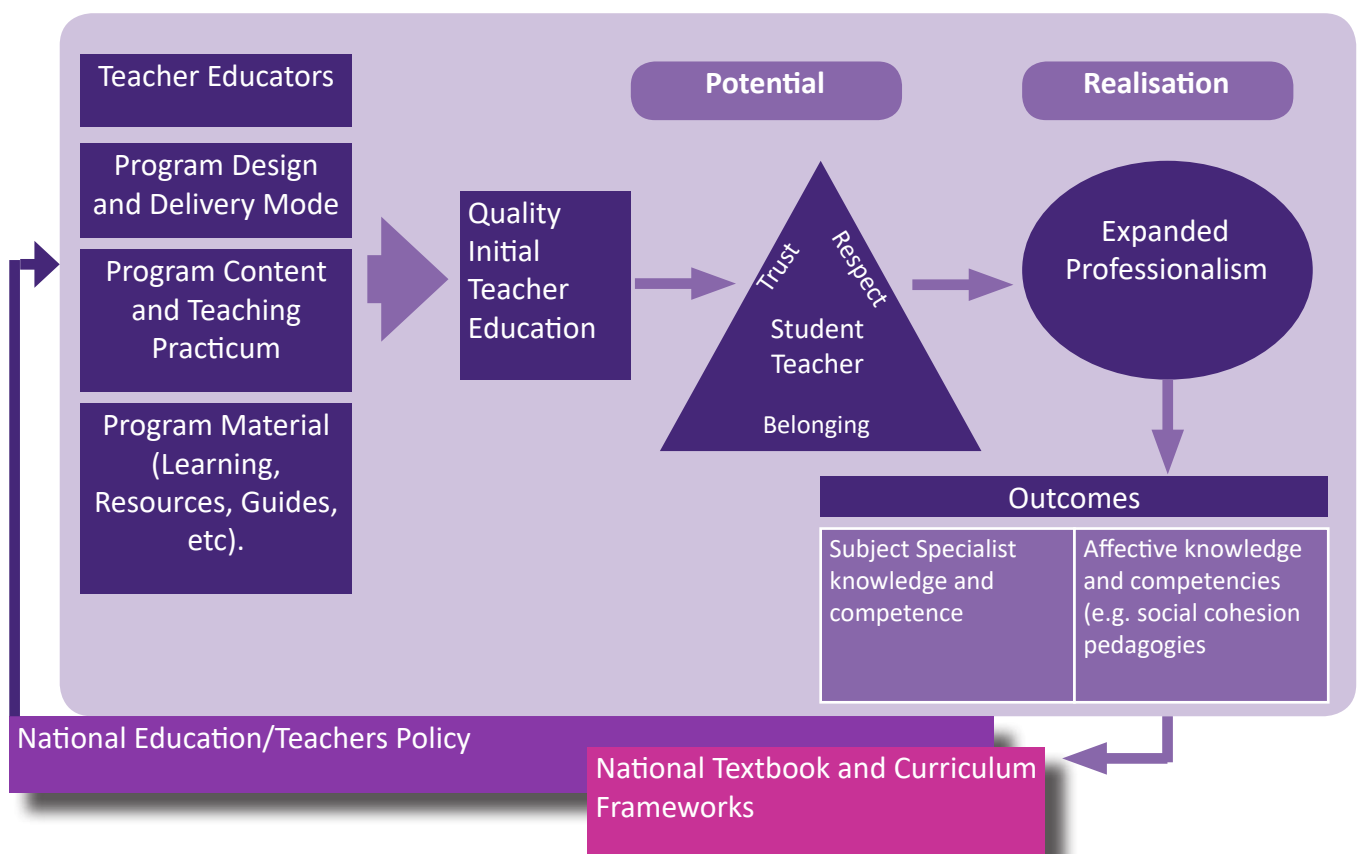 Teacher Educators
Program Design
and Delivery Mode
Program Content
and Teaching
Practicum
Program Material
(Learning,
Resources, Guides,
etc).
Quality
Initial
Teacher
Education
Potential
Trust
Respect
Student
Teacher
Belonging
Realisation
Expanded
Professionalism
Outcomes
Subject Specialist
knowledge and
competence
Affective knowledge
and competencies
(e.g. social cohesion
pedagogies
National Education/Teachers Policy
National Textbook and Curriculum
Frameworks